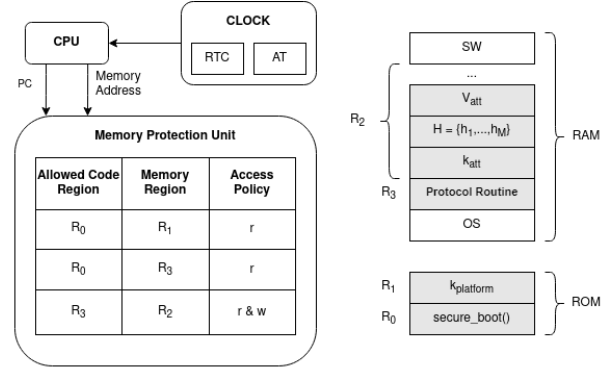 CLOCK
RTC AT
CPU
PC
Memory
Address
Memory Protection Unit
Allowed Code
Region
Memory
Region
Access
Policy
R0 R1 r
R0 R3 r
R3 R2 r & w
SW
...
Vatt
H = {h1,...,hM}
katt
Protocol Routine
OS
R2
R3
RAM
R1
kplatform
R0
secure_boot()
ROM